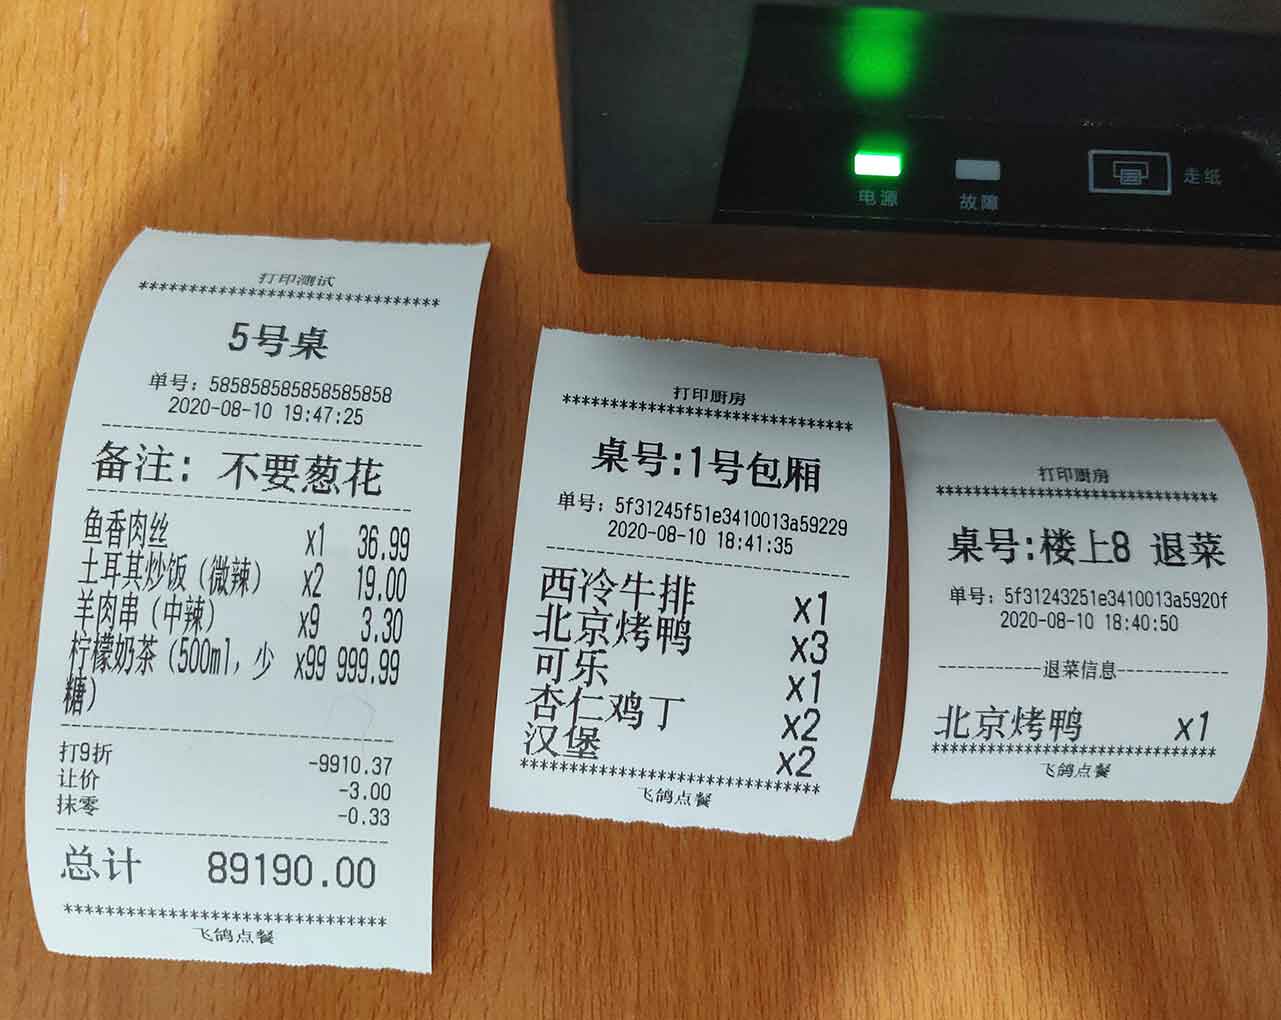 电源
故障
走纸
打印测试
*****************************
5号桌
单号：585858585858585858
2020-08-10 19:47:25
--------------------------------
备注：不要葱花
--------------------------------
鱼香肉丝 x1 36.99
土耳其炒饭（微辣） x2 19.00
羊肉串（中辣） x9 3.30
柠檬奶茶（500ml，少 x99 999.99
糖）
--------------------------------
打9折 -9910.37
让价 -3.00
抹零 -0.33
--------------------------------
总计 89190.00
*****************************
飞鸽点餐
打印厨房
*****************************
桌号:1号包厢
单号：5f31245f51e3410013a59229
2020-08-10 18:41:35
--------------------------------
西冷牛排 x1
北京烤鸭 x3
可乐 x1
杏仁鸡丁 x2
汉堡 x2
*****************************
飞鸽点餐
打印厨房
*****************************
桌号:楼上8 退菜
单号：5f31243251e3410013a5920f
2020-08-10 18:40:50
-----------退菜信息------------
北京烤鸭 x1
*****************************
飞鸽点餐